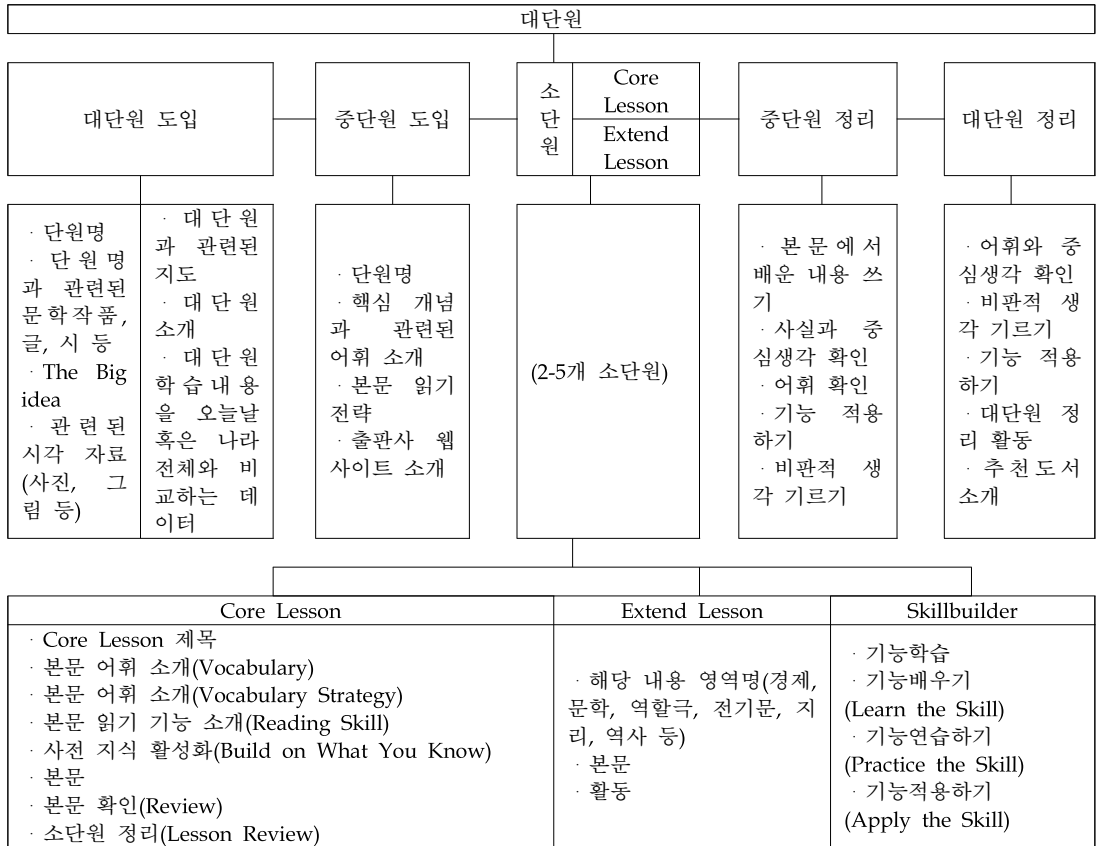 대단원
대단원 도입
중단원 도입
소
단
원
Core
Lesson
Extend
Lesson
중단원 정리
대단원 정리
· 단원명
· 단원명
과 관련된
문학작품,
글, 시 등
· The Big
idea
· 관련된
시각 자료
(사진, 그
림 등)
· 대단원
과 관련된
지도
· 대단원
소개
· 대단원
학습내용
을 오늘날
혹은 나라
전체와 비
교하는 데
이터
· 단원명
· 핵심 개념
과 관련된
어휘 소개
· 본문 읽기
전략
· 출판사 웹
사이트 소개
(2-5개 소단원)
· 본문에서
배운 내용 쓰
기
· 사실과 중
심생각 확인
· 어휘 확인
· 기능 적용
하기
· 비판적 생
각 기르기
· 어휘와 중
심생각 확인
· 비판적 생
각 기르기
· 기능 적용
하기
· 대단원 정
리 활동
· 추천도서
소개
Core Lesson
· Core Lesson 제목
· 본문 어휘 소개(Vocabulary)
· 본문 어휘 소개(Vocabulary Strategy)
· 본문 읽기 기능 소개(Reading Skill)
· 사전 지식 활성화(Build on What You Know)
· 본문
· 본문 확인(Review)
· 소단원 정리(Lesson Review)
Extend Lesson
· 해당 내용 영역명(경제,
문학, 역할극, 전기문, 지
리, 역사 등)
· 본문
· 활동
Skillbuilder
· 기능학습
· 기능배우기
(Learn the Skill)
· 기능연습하기
(Practice the Skill)
· 기능적용하기
(Apply the Skill)